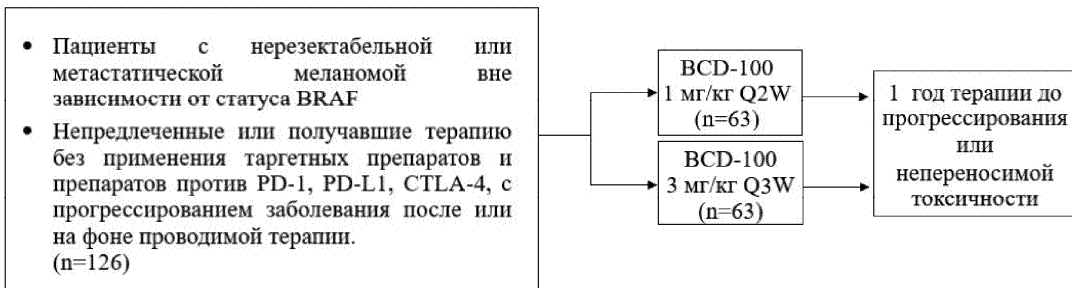 • Пациенты с нерезектабельной или
метастатической меланомой вне
зависимости от статуса BRAF
• Непредлеченные или получавшие терапию
без применения таргетных препаратов и
препаратов против PD-1, PD-L1, CTLA-4, с
прогрессированием заболевания после или
на фоне проводимой терапии.
(n=126)
BCD-100
1 мг/кг Q2W
(n=63)
BCD-100
3 мг/кг Q3W
(n=63)
1 год терапии до
прогрессирования
или
непереносимой
токсичности